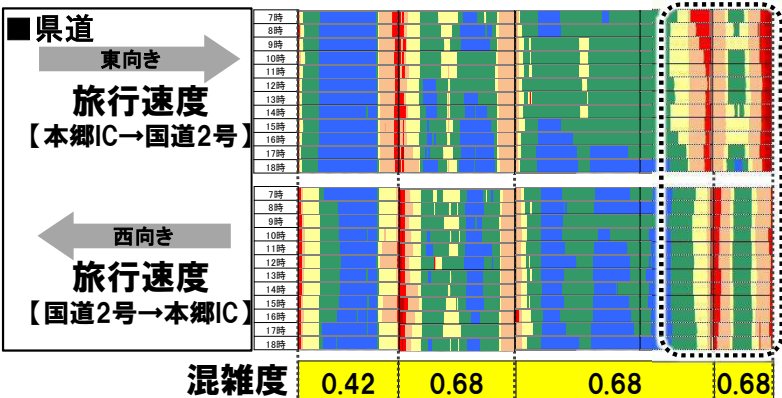 ■県道
東向き
旅行速度
【本郷IC→国道2号】
7時
8時
9時
10時
11時
12時
13時
14時
15時
16時
17時
18時
西向き
旅行速度
【国道2号→本郷IC】
7時
8時
9時
10時
11時
12時
13時
14時
15時
16時
17時
18時
混雑度 0.42 0.68 0.68 0.68